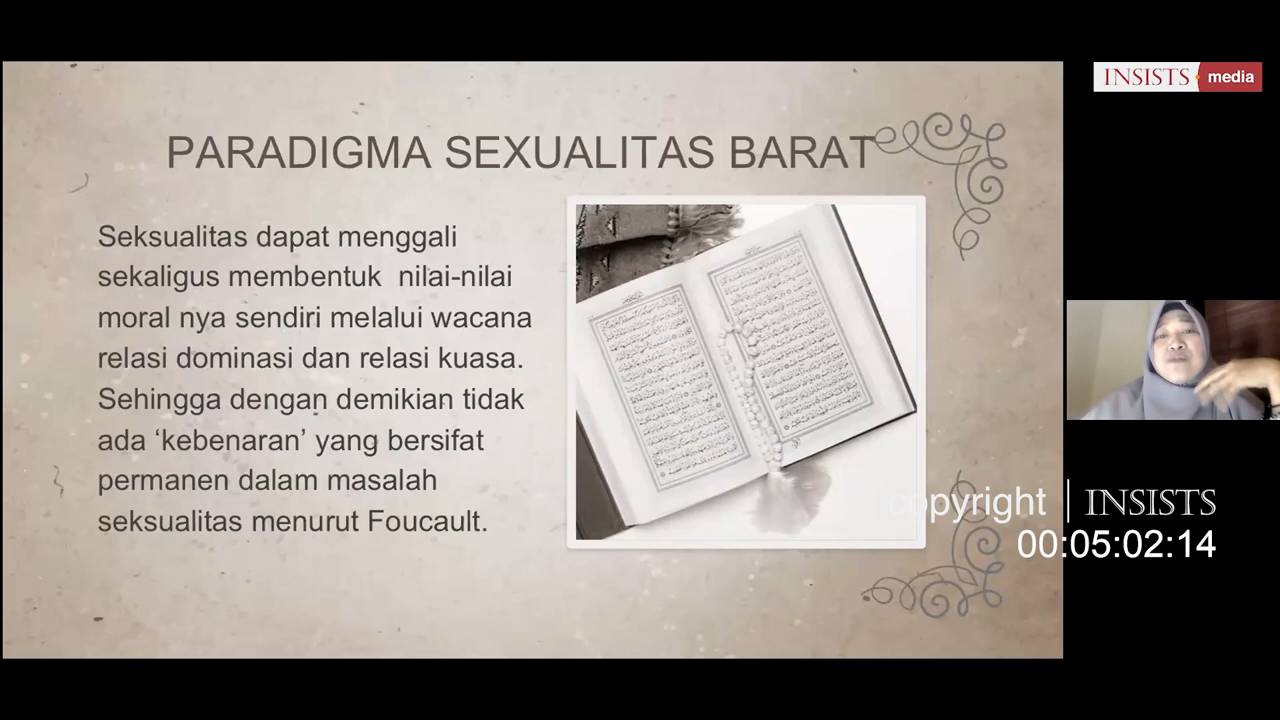 INSISTS media
PARADIGMA SEXUALITAS BARAT
Seksualitas dapat menggali
sekaligus membentuk nilai-nilai
moral nya sendiri melalui wacana
relasi dominasi dan relasi kuasa.
Sehingga dengan demikian tidak
ada ‘kebenaran’ yang bersifat
permanen dalam masalah
seksualitas menurut Foucault.
copyright | INSISTS
00:05:02:14